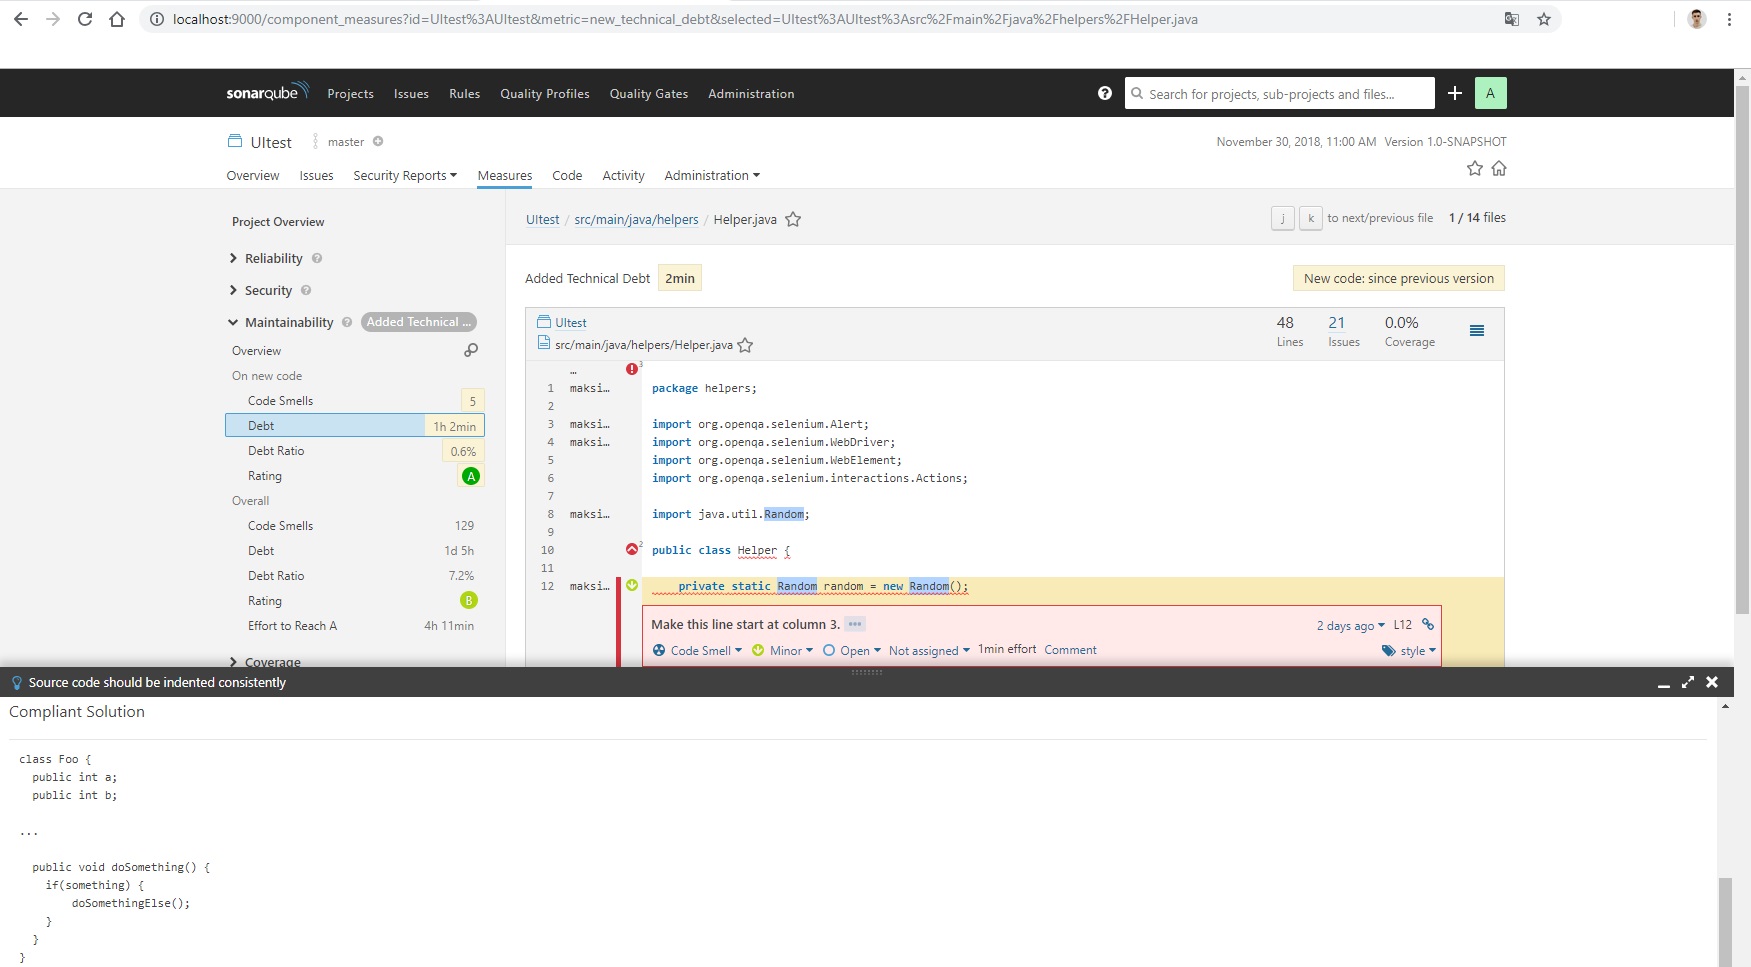 localhost:9000/component_measures?id=UItest%3AUItest&metric=new_technical_debt&selected=UItest%3AUItest%3Asrc%2Fmain%2Fjava%2Fhelpers%2FHelper.java
sonarqube Projects Issues Rules Quality Profiles Quality Gates Administration Search for projects, sub-projects and files... A
UItest master November 30, 2018, 11:00 AM Version 1.0-SNAPSHOT
Overview Issues Security Reports Measures Code Activity Administration
Project Overview
Reliability
Security
Maintainability Added Technical ...
Overview
On new code
Code Smells 5
Debt 1h 2min
Debt Ratio 0.6%
Rating A
Overall
Code Smells 129
Debt 1d 5h
Debt Ratio 7.2%
Rating B
Effort to Reach A 4h 11min
Coverage
UItest / src/main/java/helpers / Helper.java j k to next/previous file 1 / 14 files
Added Technical Debt 2min New code: since previous version
UItest
src/main/java/helpers/Helper.java
48 Lines
21 Issues
0.0% Coverage
… 3
1 maksi… package helpers;
2
3 maksi… import org.openqa.selenium.Alert;
4 maksi… import org.openqa.selenium.WebDriver;
5 import org.openqa.selenium.WebElement;
6 import org.openqa.selenium.interactions.Actions;
7
8 maksi… import java.util.Random;
9
10 2 public class Helper {
11
12 maksi… private static Random random = new Random();
Make this line start at column 3. ••• 2 days ago L12
Code Smell Minor Open Not assigned 1min effort Comment style
Source code should be indented consistently
Compliant Solution
class Foo {
public int a;
public int b;
...
public void doSomething() {
if(something) {
doSomethingElse();
}
}
}